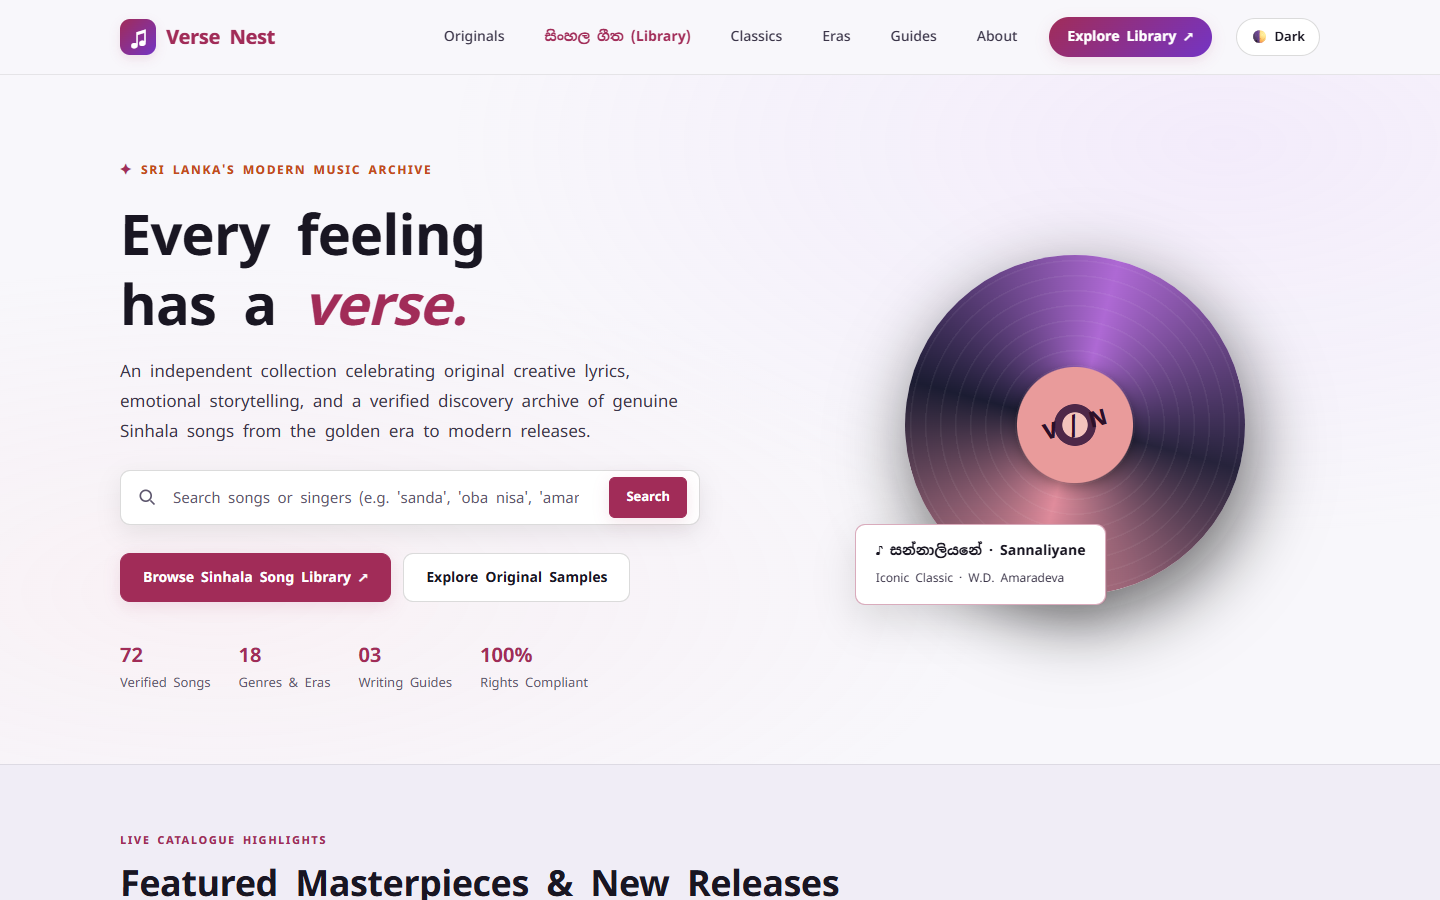 Verse Nest
Originals
සිංහල ගීත (Library)
Classics
Eras
Guides
About
Explore Library ↗
Dark
✦ SRI LANKA'S MODERN MUSIC ARCHIVE
Every feeling
has a verse.
An independent collection celebrating original creative lyrics,
emotional storytelling, and a verified discovery archive of genuine
Sinhala songs from the golden era to modern releases.
Search songs or singers (e.g. 'sanda', 'oba nisa', 'amar
Search
Browse Sinhala Song Library ↗
Explore Original Samples
72
Verified Songs
18
Genres & Eras
03
Writing Guides
100%
Rights Compliant
V N
♪ සන්නාලියනේ · Sannaliyane
Iconic Classic · W.D. Amaradeva
LIVE CATALOGUE HIGHLIGHTS
Featured Masterpieces & New Releases